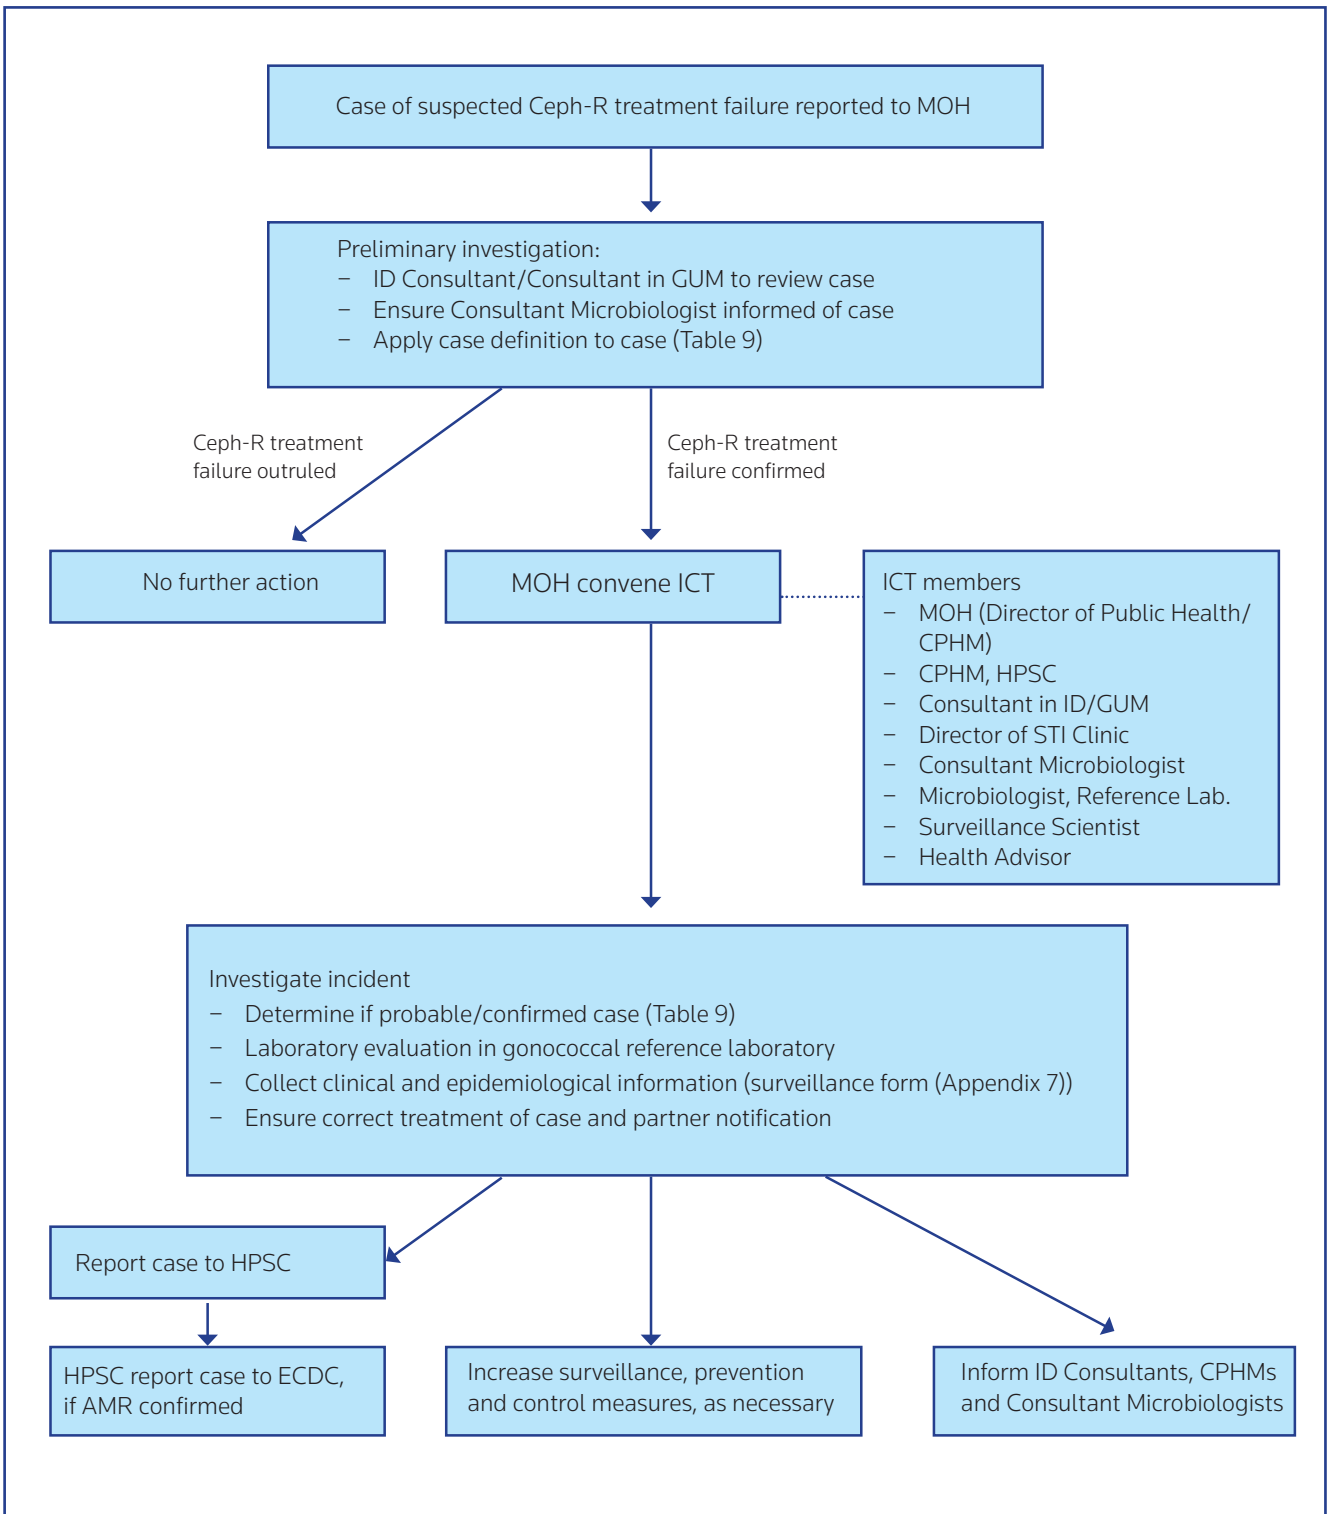 Case of suspected Ceph-R treatment failure reported to MOH
Preliminary investigation:
– ID Consultant/Consultant in GUM to review case
– Ensure Consultant Microbiologist informed of case
– Apply case definition to case (Table 9)
Ceph-R treatment
failure outruled
Ceph-R treatment
failure confirmed
No further action
MOH convene ICT
ICT members
– MOH (Director of Public Health/
CPHM)
– CPHM, HPSC
– Consultant in ID/GUM
– Director of STI Clinic
– Consultant Microbiologist
– Microbiologist, Reference Lab.
– Surveillance Scientist
– Health Advisor
Investigate incident
– Determine if probable/confirmed case (Table 9)
– Laboratory evaluation in gonococcal reference laboratory
– Collect clinical and epidemiological information (surveillance form (Appendix 7))
– Ensure correct treatment of case and partner notification
Report case to HPSC
HPSC report case to ECDC,
if AMR confirmed
Increase surveillance, prevention
and control measures, as necessary
Inform ID Consultants, CPHMs
and Consultant Microbiologists